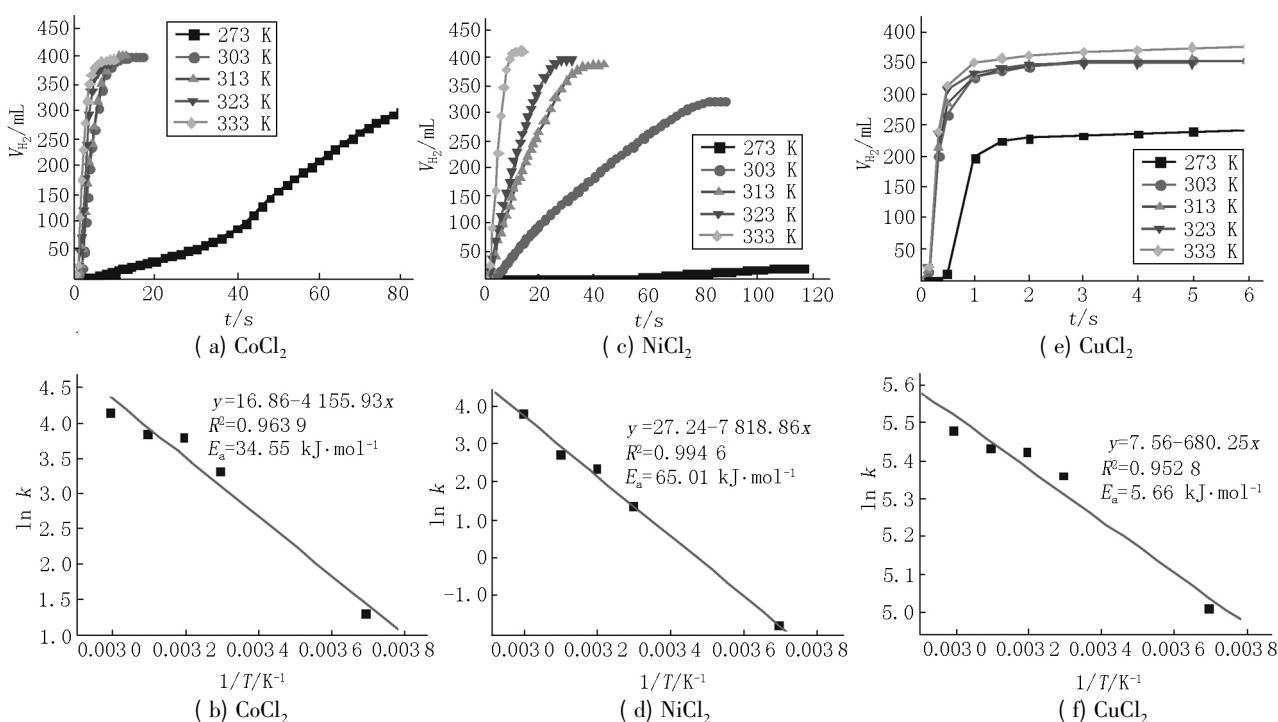 273 K
303 K
313 K
323 K
333 K
400
350
300
250
200
150
100
50
V_H₂/mL
0 20 40 60 80
t/s
( a) CoCl₂
450
400
350
300
250
200
150
100
50
V_H₂/mL
273 K
303 K
313 K
323 K
333 K
0 20 40 60 80 100 120
t/s
( c) NiCl₂
400
350
300
250
200
150
100
50
V_H₂/mL
273 K
303 K
313 K
323 K
333 K
0 1 2 3 4 5 6
t/s
( e) CuCl₂
4.5
4.0
3.5
3.0
2.5
2.0
1.5
1.0
ln k
y=16.86-4 155.93x
R²=0.963 9
Eₐ=34.55 kJ·mol⁻¹
0.003 0 0.003 2 0.003 4 0.003 6 0.003 8
1/T/K⁻¹
( b) CoCl₂
4.0
3.0
2.0
1.0
0
-1.0
ln k
y=27.24-7 818.86x
R²=0.994 6
Eₐ=65.01 kJ·mol⁻¹
0.003 0 0.003 2 0.003 4 0.003 6 0.003 8
1/T/K⁻¹
( d) NiCl₂
5.6
5.5
5.4
5.3
5.2
5.1
5.0
ln k
y=7.56-680.25x
R²=0.952 8
Eₐ=5.66 kJ·mol⁻¹
0.003 0 0.003 2 0.003 4 0.003 6 0.003 8
1/T/K⁻¹
( f) CuCl₂